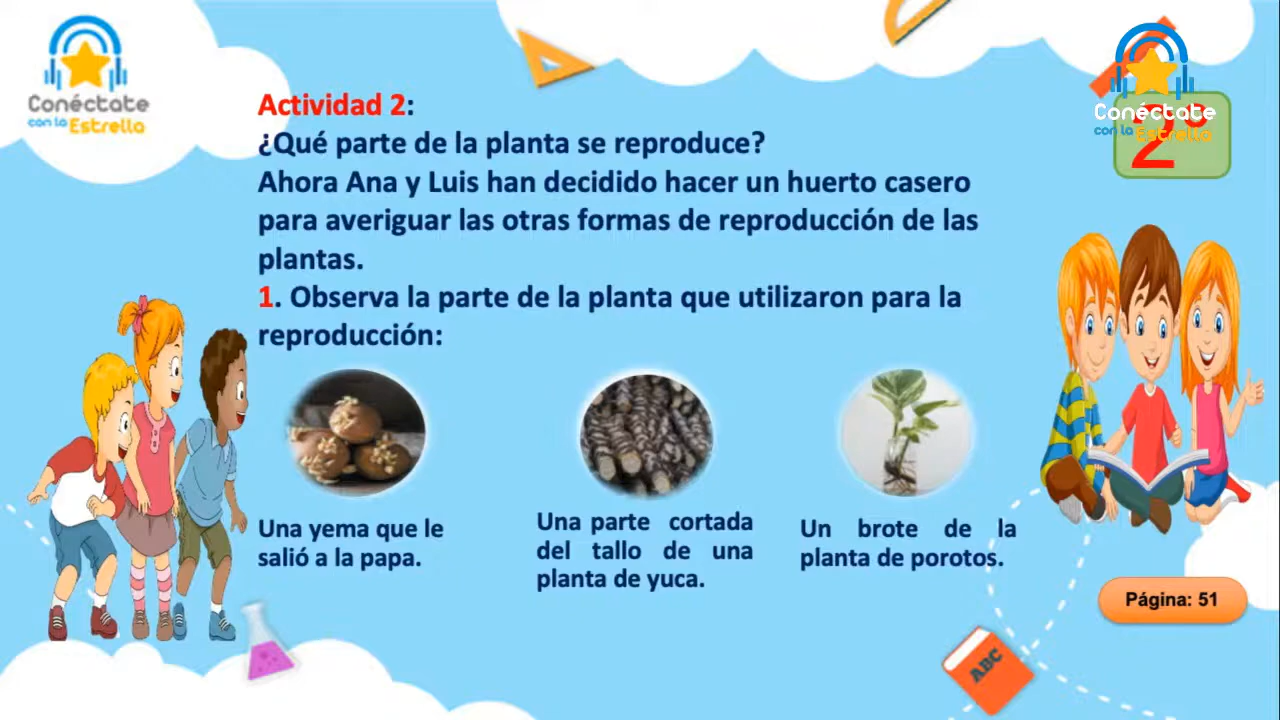 Conéctate
con la Estrella
Conéctate
con la Estrella
2°
Actividad 2:
¿Qué parte de la planta se reproduce?
Ahora Ana y Luis han decidido hacer un huerto casero
para averiguar las otras formas de reproducción de las
plantas.
1. Observa la parte de la planta que utilizaron para la
reproducción:
Una yema que le
salió a la papa.
Una parte cortada
del tallo de una
planta de yuca.
Un brote de la
planta de porotos.
Página: 51
ABC